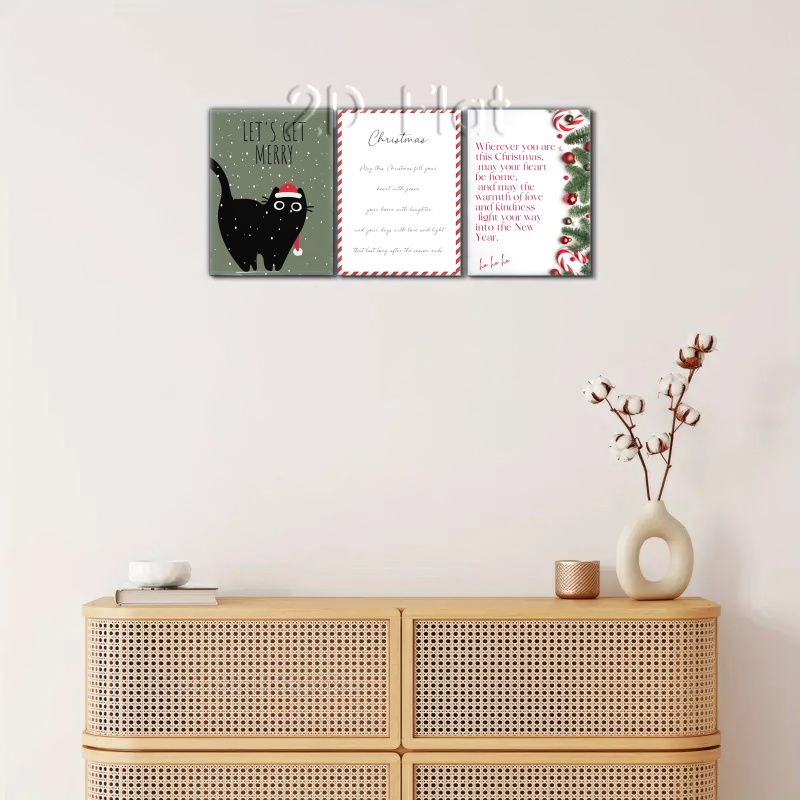 2D Flat
LET'S GET
MERRY
Christmas
May this Christmas fill your
heart with peace
your home with laughter
and your days with love and light
that last long after the season ends
Wherever you are
this Christmas,
may your heart
be home,
and may the
warmth of love
and kindness
light your way
into the New
Year.
ho ho ho